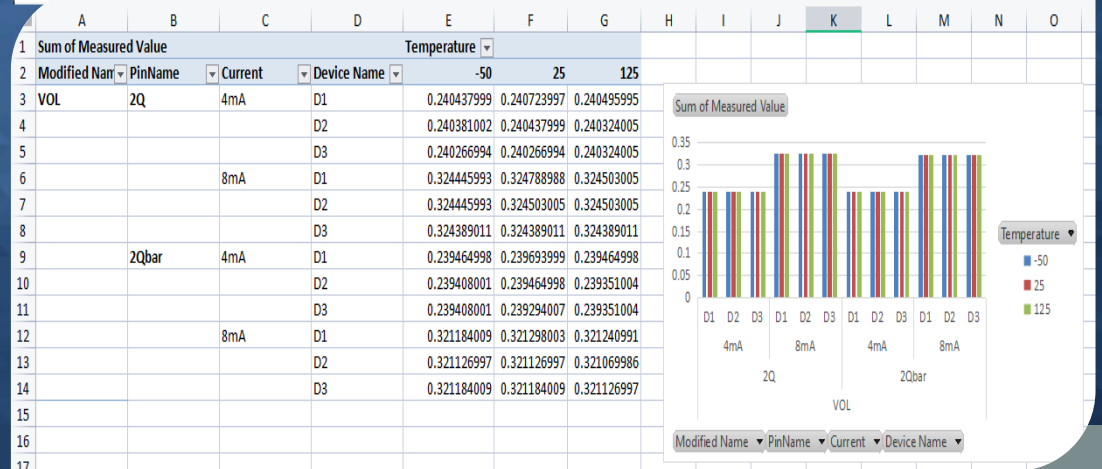 A B C D E F G H I J K L M N O
1 Sum of Measured Value Temperature
2 Modified Nam PinName Current Device Name -50 25 125
3 VOL 2Q 4mA D1 0.240437999 0.240723997 0.240495995
4 D2 0.240381002 0.240437999 0.240324005
5 D3 0.240266994 0.240266994 0.240324005
6 8mA D1 0.324445993 0.324788988 0.324503005
7 D2 0.324445993 0.324503005 0.324503005
8 D3 0.324389011 0.324389011 0.324389011
9 2Qbar 4mA D1 0.239464998 0.239693999 0.239464998
10 D2 0.239408001 0.239464998 0.239351004
11 D3 0.239408001 0.239294007 0.239351004
12 8mA D1 0.321184009 0.321298003 0.321240991
13 D2 0.321126997 0.321126997 0.321069986
14 D3 0.321184009 0.321184009 0.321126997
15
16
17
Sum of Measured Value
0.35
0.3
0.25
0.2
0.15
0.1
0.05
0
D1 D2 D3 D1 D2 D3 D1 D2 D3 D1 D2 D3
4mA 8mA 4mA 8mA
2Q 2Qbar
VOL
Temperature
-50
25
125
Modified Name PinName Current Device Name